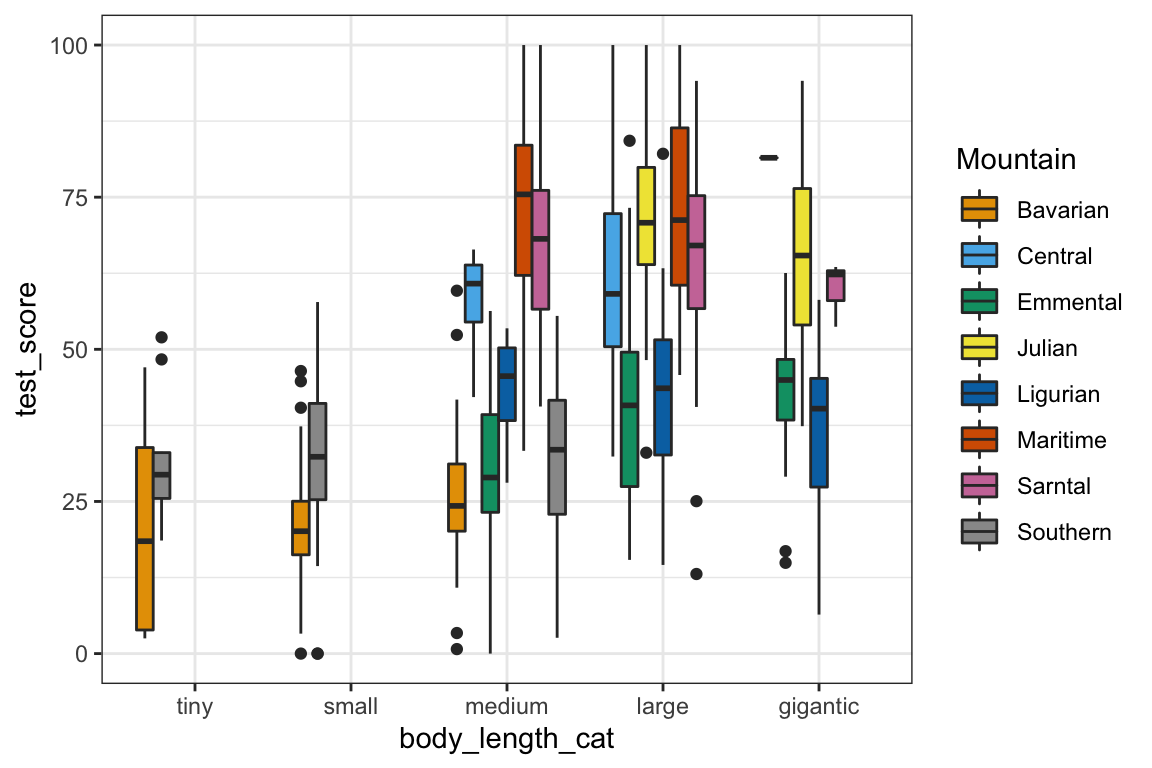 100
75
50
25
0
test_score
tiny small medium large gigantic
body_length_cat
Mountain
Bavarian
Central
Emmental
Julian
Ligurian
Maritime
Sarntal
Southern